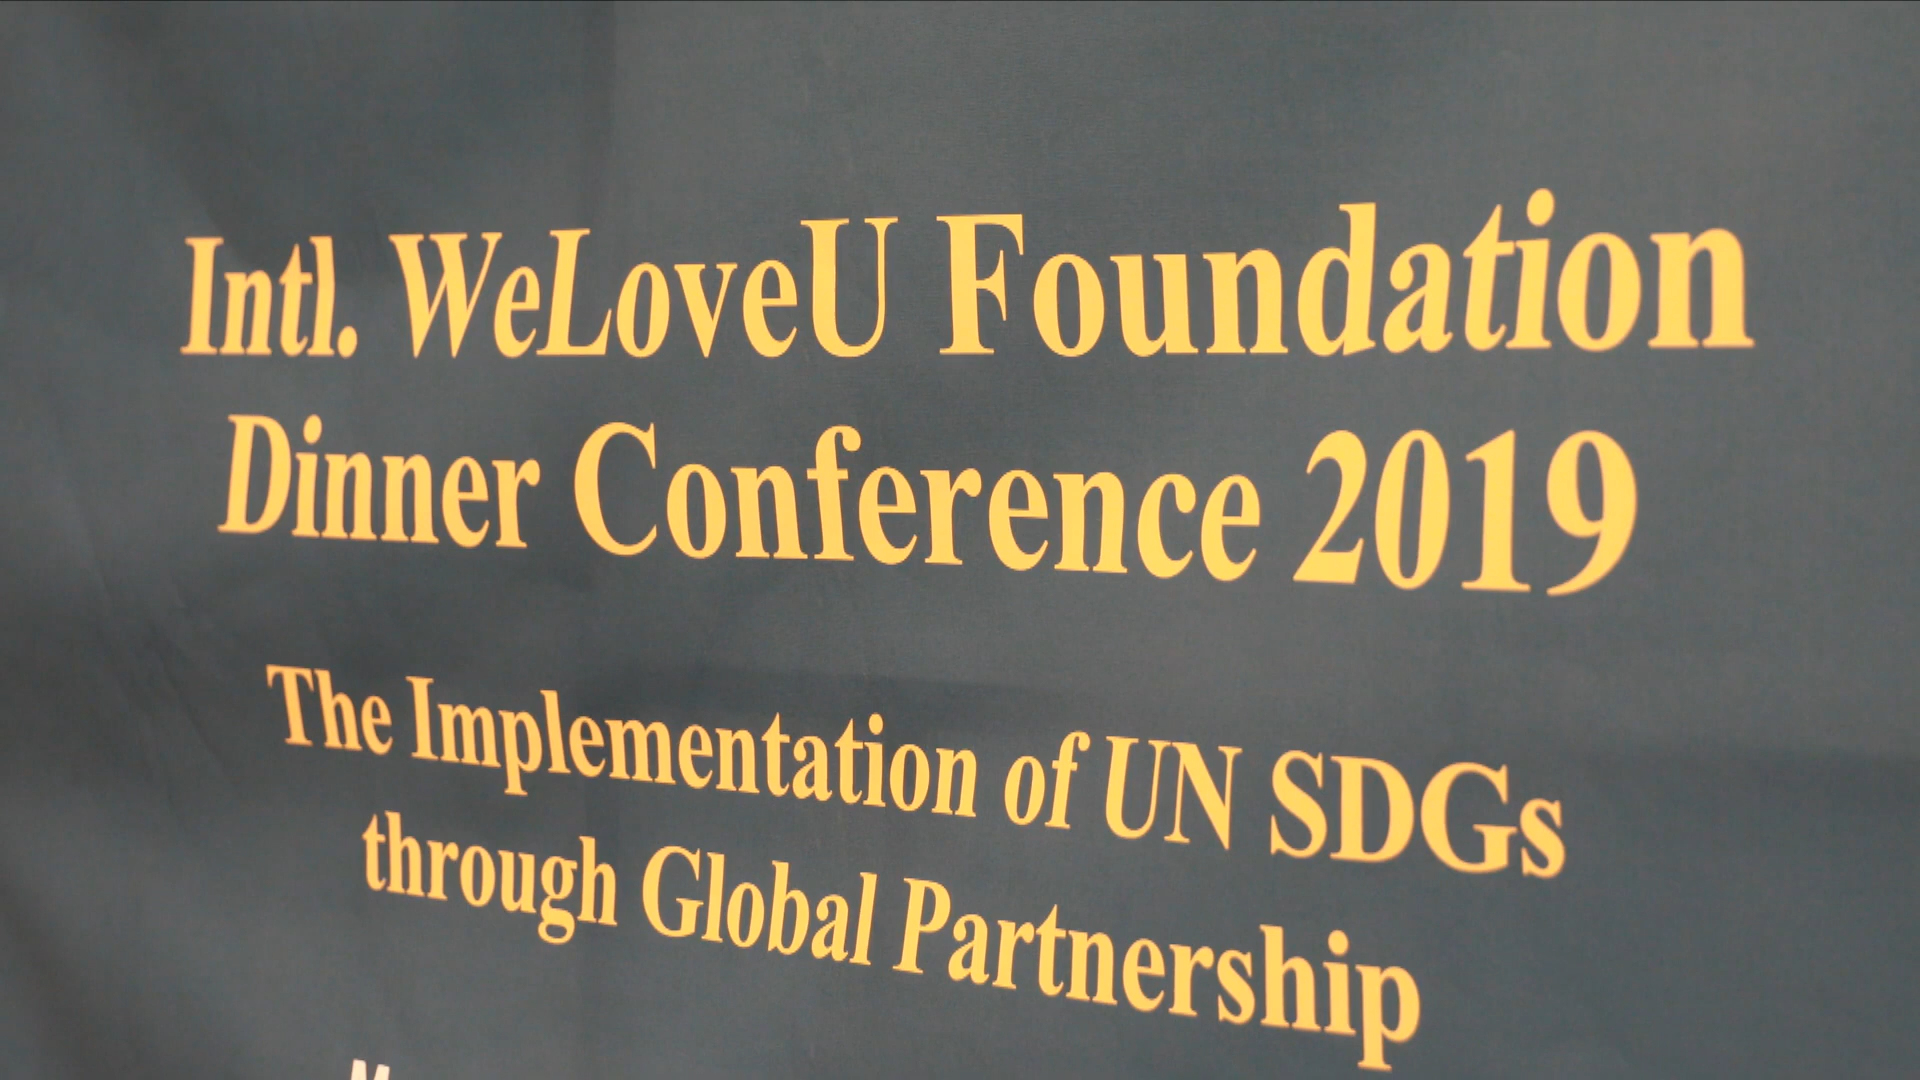 Intl. WeLoveU Foundation
Dinner Conference 2019
The Implementation of UN SDGs
through Global Partnership